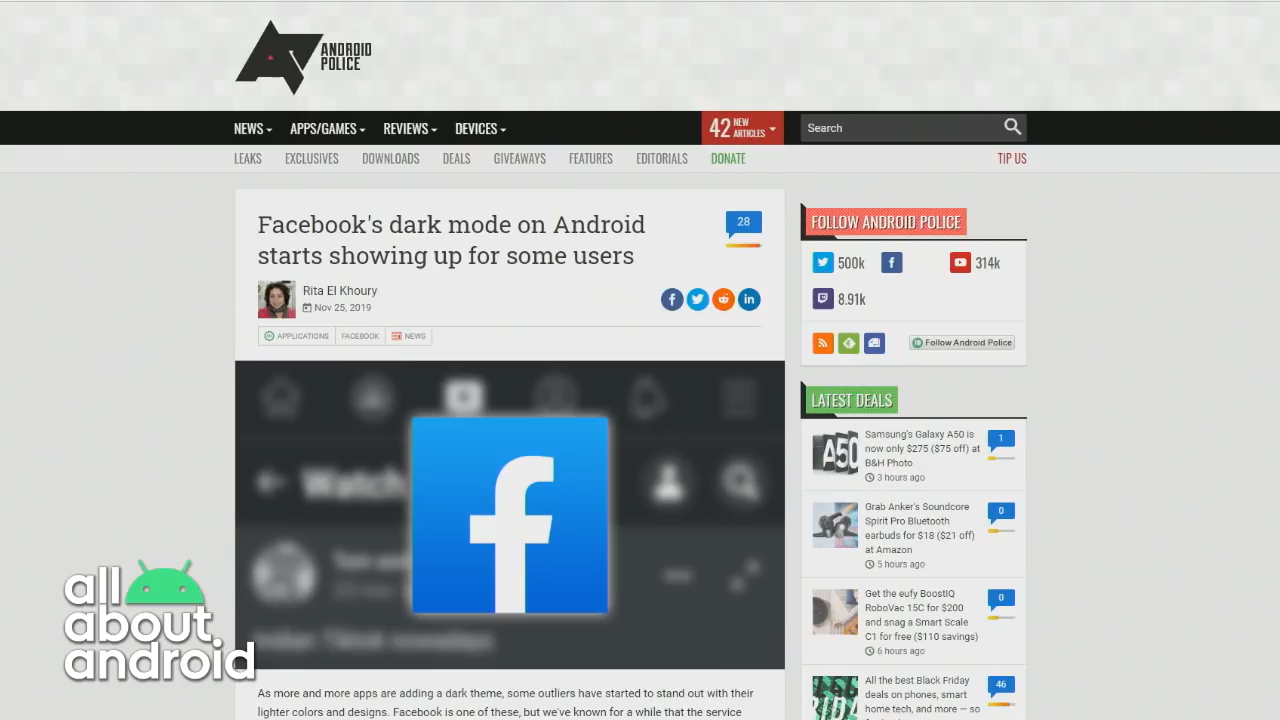 ANDROID
POLICE
NEWS APPS/GAMES REVIEWS DEVICES 42 NEW ARTICLES Search
LEAKS EXCLUSIVES DOWNLOADS DEALS GIVEAWAYS FEATURES EDITORIALS DONATE TIP US
Facebook's dark mode on Android
starts showing up for some users
28
Rita El Khoury
Nov 25, 2019
APPLICATIONS FACEBOOK NEWS
Watch
As more and more apps are adding a dark theme, some outliers have started to stand out with their
lighter colors and designs. Facebook is one of these, but we've known for a while that the service
FOLLOW ANDROID POLICE
500k 314k
8.91k
Follow Android Police
LATEST DEALS
A50
Samsung's Galaxy A50 is
now only $275 ($75 off) at
B&H Photo
3 hours ago
1
Grab Anker's Soundcore
Spirit Pro Bluetooth
earbuds for $18 ($21 off)
at Amazon
5 hours ago
0
Get the eufy BoostIQ
RoboVac 15C for $200
and snag a Smart Scale
C1 for free ($110 savings)
6 hours ago
0
All the best Black Friday
deals on phones, smart
home tech, and more — so
46
all
about
android